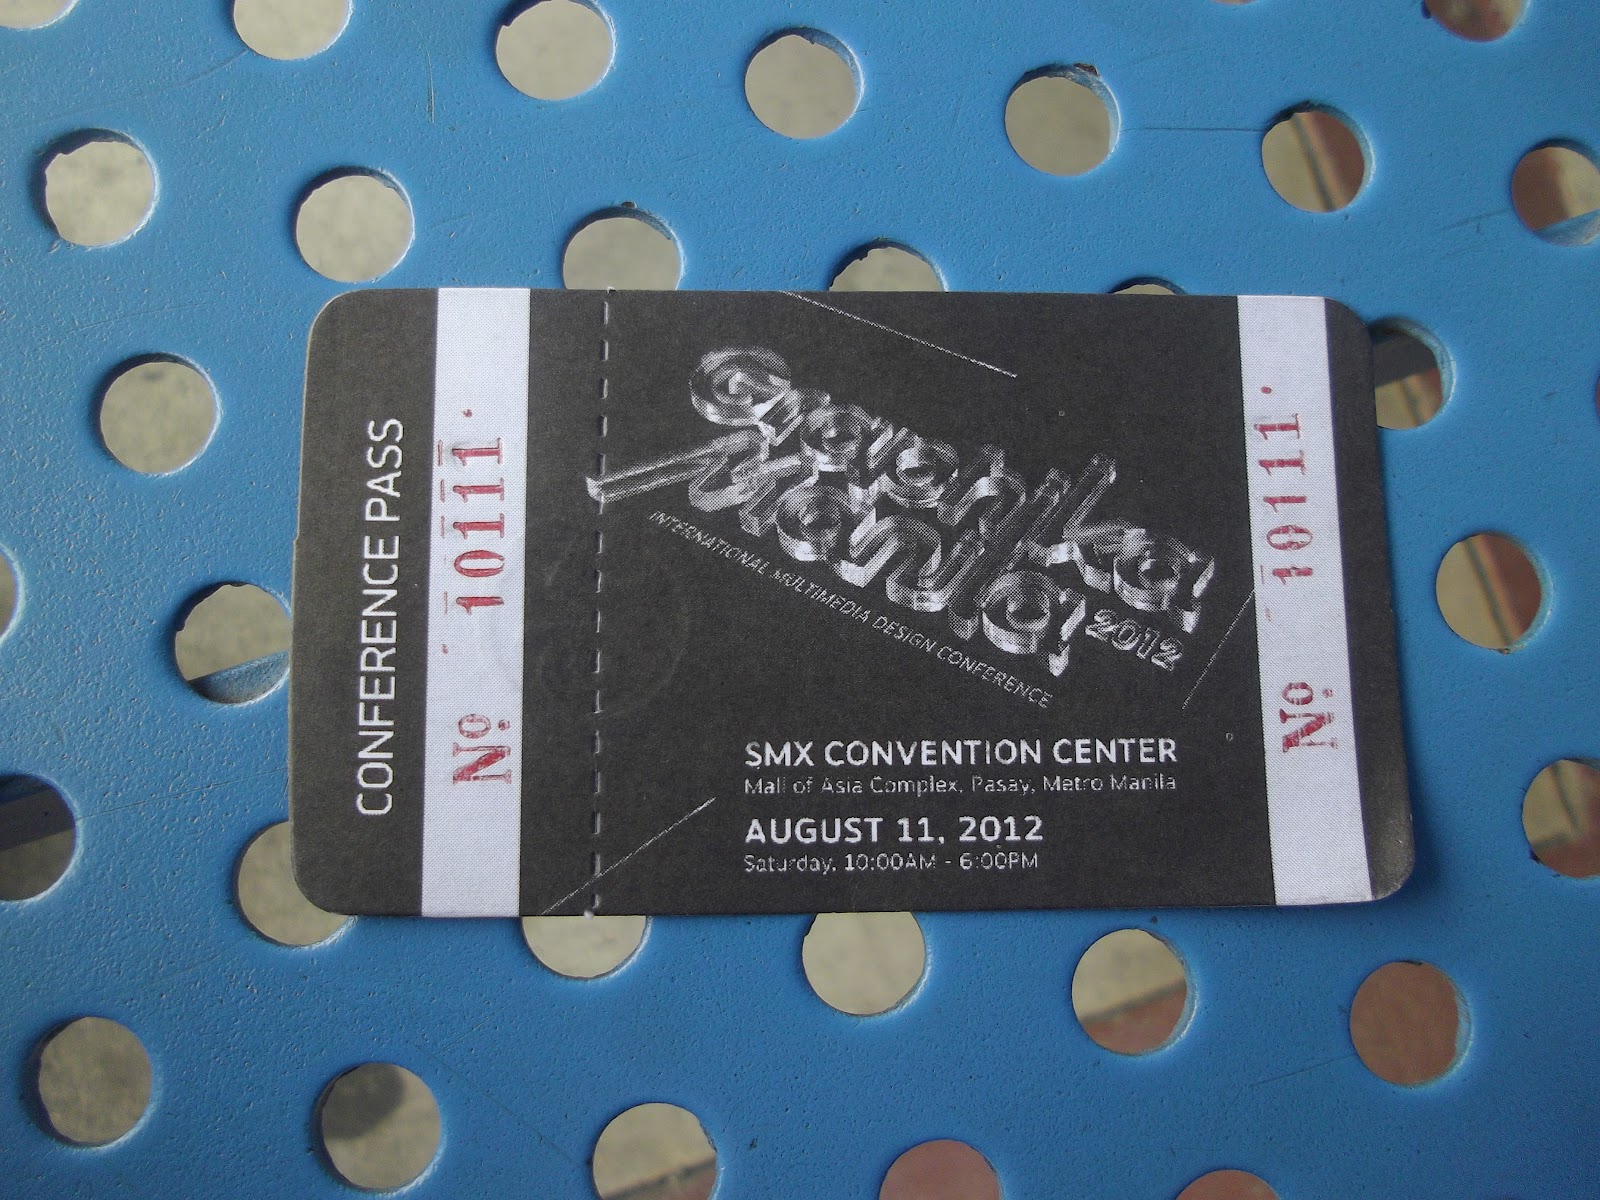 CONFERENCE PASS
Nº 10111
Graphika
Manila! 2012
INTERNATIONAL MULTIMEDIA DESIGN CONFERENCE
SMX CONVENTION CENTER
Mall of Asia Complex, Pasay, Metro Manila
AUGUST 11, 2012
Saturday, 10:00AM - 6:00PM
Nº 10111